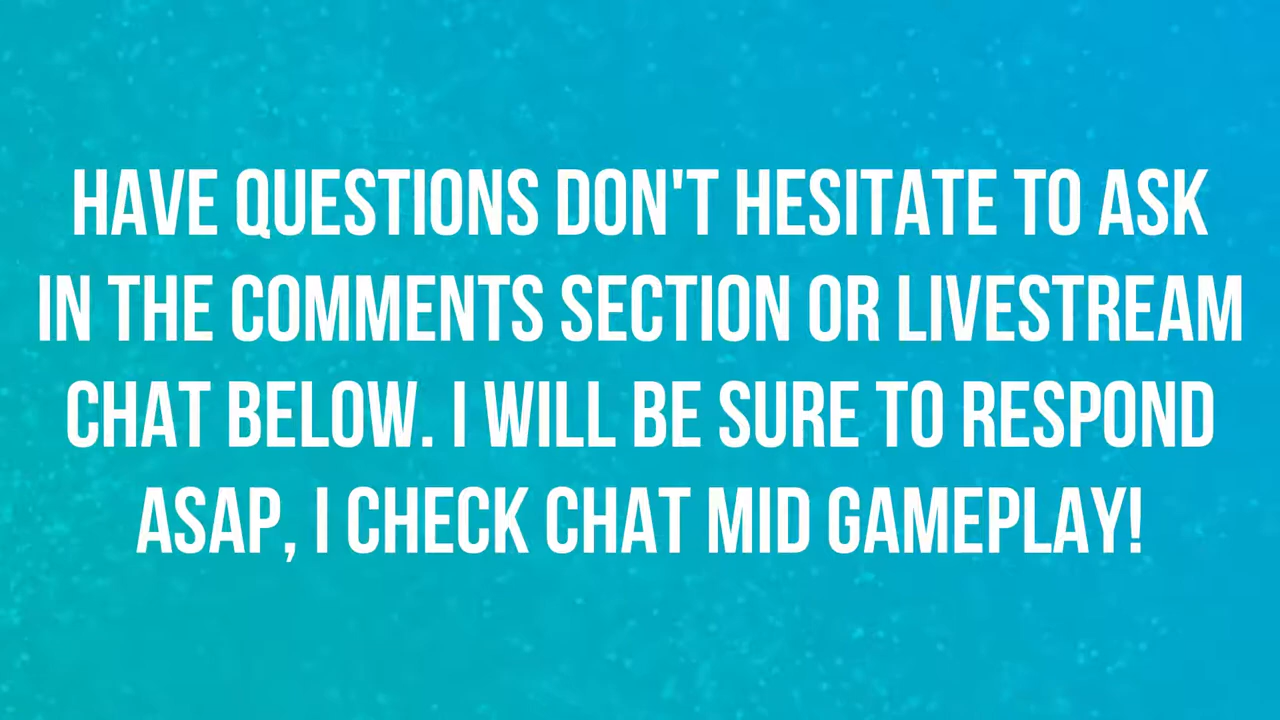 HAVE QUESTIONS DON'T HESITATE TO ASK
IN THE COMMENTS SECTION OR LIVESTREAM
CHAT BELOW. I WILL BE SURE TO RESPOND
ASAP, I CHECK CHAT MID GAMEPLAY!